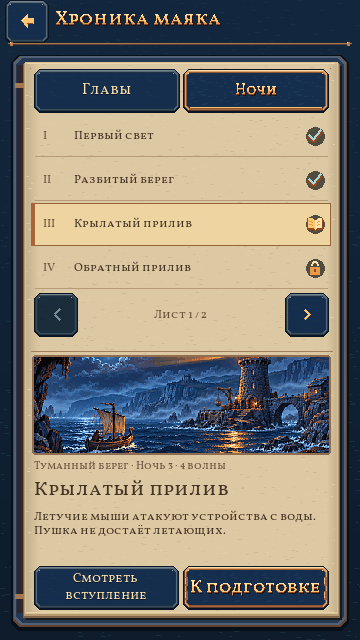 Хроника маяка
Главы
Ночи
I Первый свет
II Разбитый берег
III Крылатый прилив
IV Обратный прилив
Лист 1 / 2
Туманный берег · Ночь 3 · 4 волны
Крылатый прилив
Летучие мыши атакуют устройства с воды.
Пушка не достаёт летающих.
Смотреть
вступление
К подготовке